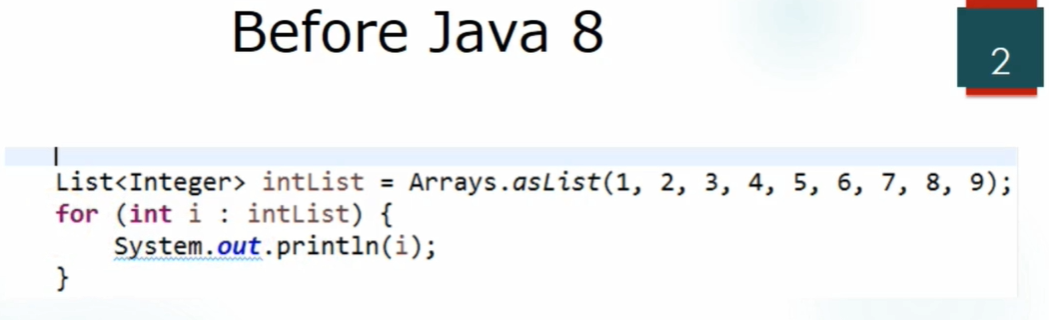 Before Java 8
2
List<Integer> intList = Arrays.asList(1, 2, 3, 4, 5, 6, 7, 8, 9);
for (int i : intList) {
    System.out.println(i);
}